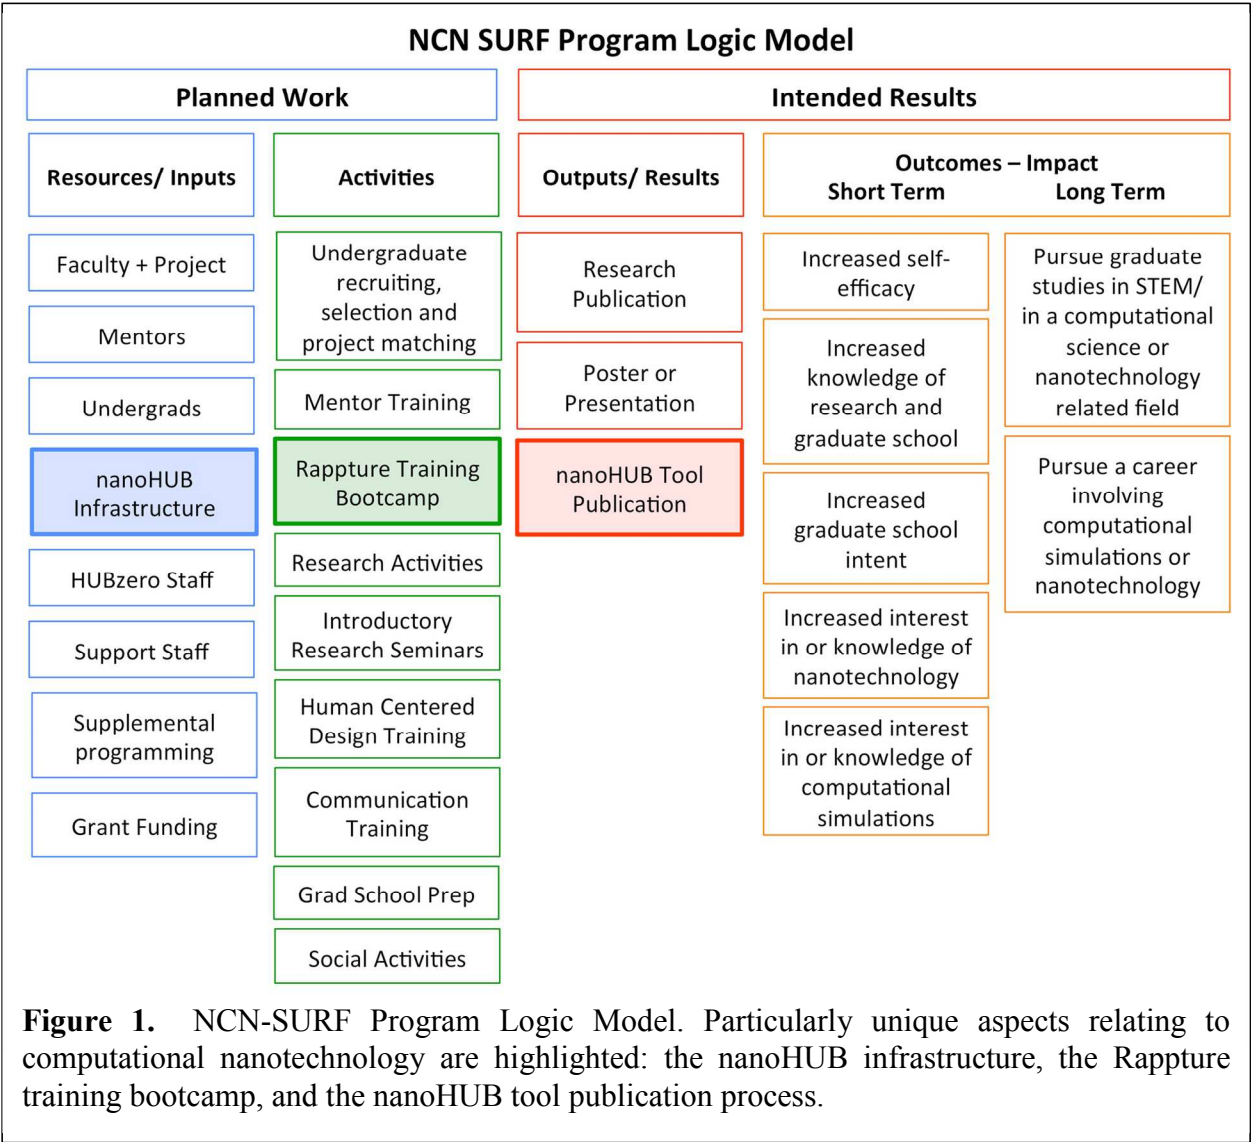 NCN SURF Program Logic Model
Planned Work
Intended Results
Resources/ Inputs
Activities
Outputs/ Results
Outcomes – Impact
Short Term
Long Term
Faculty + Project
Mentors
Undergrads
nanoHUB
Infrastructure
HUBzero Staff
Support Staff
Supplemental
programming
Grant Funding
Undergraduate
recruiting,
selection and
project matching
Mentor Training
Rappture Training
Bootcamp
Research Activities
Introductory
Research Seminars
Human Centered
Design Training
Communication
Training
Grad School Prep
Social Activities
Research
Publication
Poster or
Presentation
nanoHUB Tool
Publication
Increased self-
efficacy
Increased
knowledge of
research and
graduate school
Increased
graduate school
intent
Increased interest
in or knowledge of
nanotechnology
Increased interest
in or knowledge of
computational
simulations
Pursue graduate
studies in STEM/
in a computational
science or
nanotechnology
related field
Pursue a career
involving
computational
simulations or
nanotechnology
Figure 1. NCN-SURF Program Logic Model. Particularly unique aspects relating to
computational nanotechnology are highlighted: the nanoHUB infrastructure, the Rappture
training bootcamp, and the nanoHUB tool publication process.